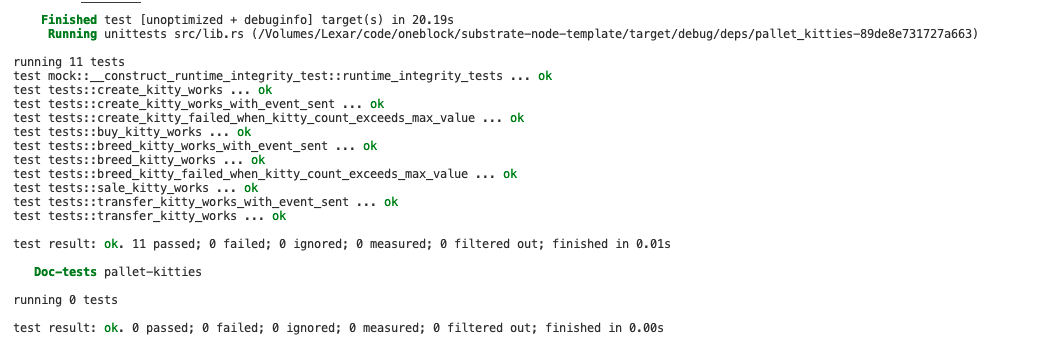 Finished test [unoptimized + debuginfo] target(s) in 20.19s
Running unittests src/lib.rs (/Volumes/Lexar/code/oneblock/substrate-node-template/target/debug/deps/pallet_kitties-89de8e731727a663)
running 11 tests
test mock::__construct_runtime_integrity_test::runtime_integrity_tests ... ok
test tests::create_kitty_works ... ok
test tests::create_kitty_works_with_event_sent ... ok
test tests::create_kitty_failed_when_kitty_count_exceeds_max_value ... ok
test tests::buy_kitty_works ... ok
test tests::breed_kitty_works_with_event_sent ... ok
test tests::breed_kitty_works ... ok
test tests::breed_kitty_failed_when_kitty_count_exceeds_max_value ... ok
test tests::sale_kitty_works ... ok
test tests::transfer_kitty_works_with_event_sent ... ok
test tests::transfer_kitty_works ... ok
test result: ok. 11 passed; 0 failed; 0 ignored; 0 measured; 0 filtered out; finished in 0.01s
Doc-tests pallet-kitties
running 0 tests
test result: ok. 0 passed; 0 failed; 0 ignored; 0 measured; 0 filtered out; finished in 0.00s